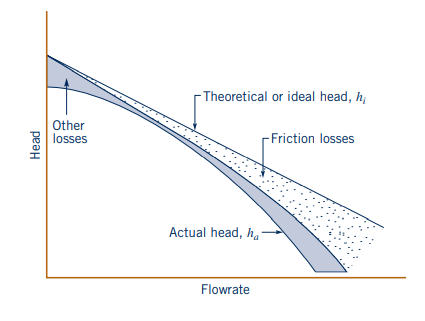 Theoretical or ideal head, hᵢ
Other
losses
Friction losses
Head
Actual head, hₐ
Flowrate